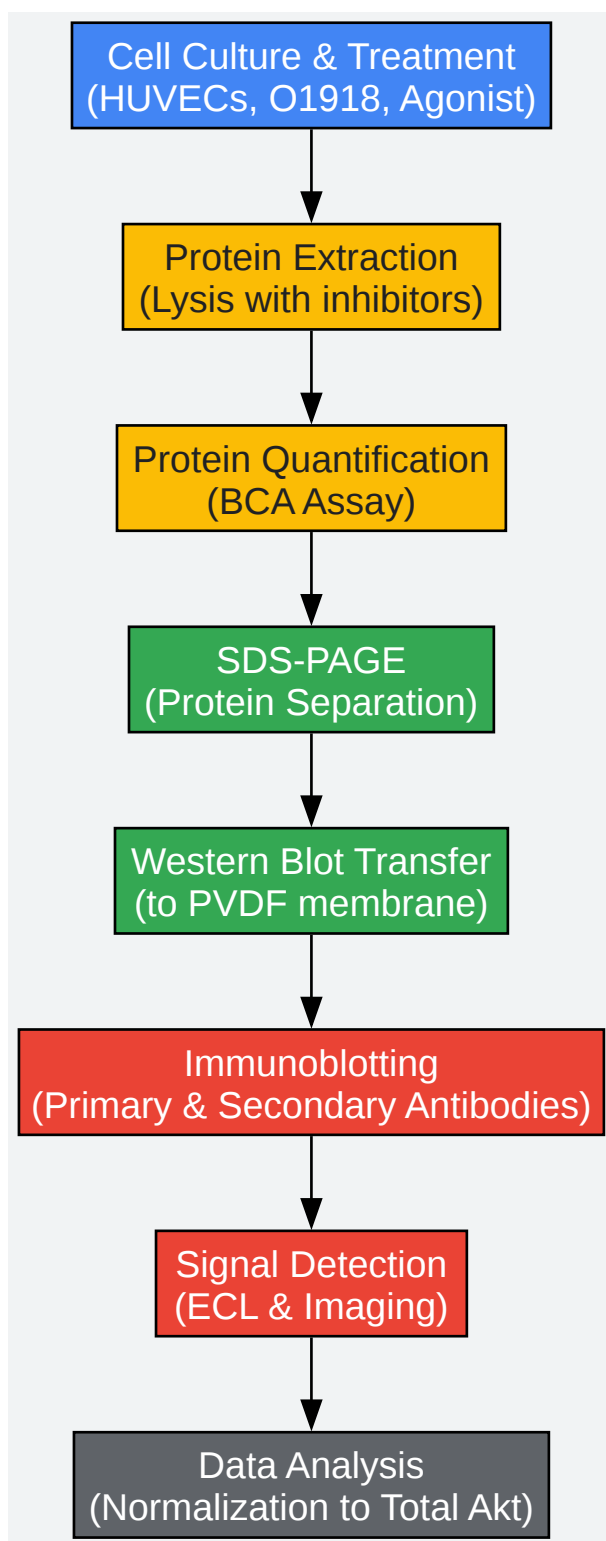 Cell Culture & Treatment
(HUVECs, O1918, Agonist)
Protein Extraction
(Lysis with inhibitors)
Protein Quantification
(BCA Assay)
SDS-PAGE
(Protein Separation)
Western Blot Transfer
(to PVDF membrane)
Immunoblotting
(Primary & Secondary Antibodies)
Signal Detection
(ECL & Imaging)
Data Analysis
(Normalization to Total Akt)